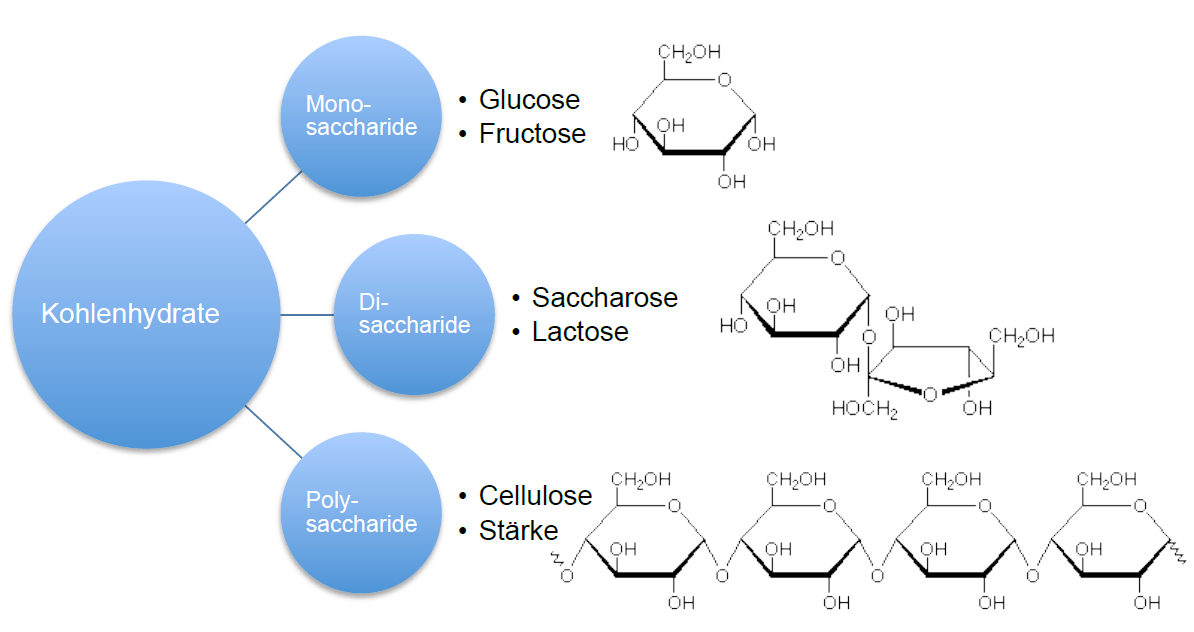 Kohlenhydrate
Mono-
saccharide
• Glucose
• Fructose
CH₂OH
O
OH
HO
OH
OH
Di-
saccharide
• Saccharose
• Lactose
CH₂OH
O
OH
HO
OH
O
OH
CH₂OH
O
HOCH₂
OH
Poly-
saccharide
• Cellulose
• Stärke
CH₂OH
CH₂OH
CH₂OH
CH₂OH
O
O
O
O
OH
OH
OH
OH
O
O
O
O
OH
OH
OH
OH